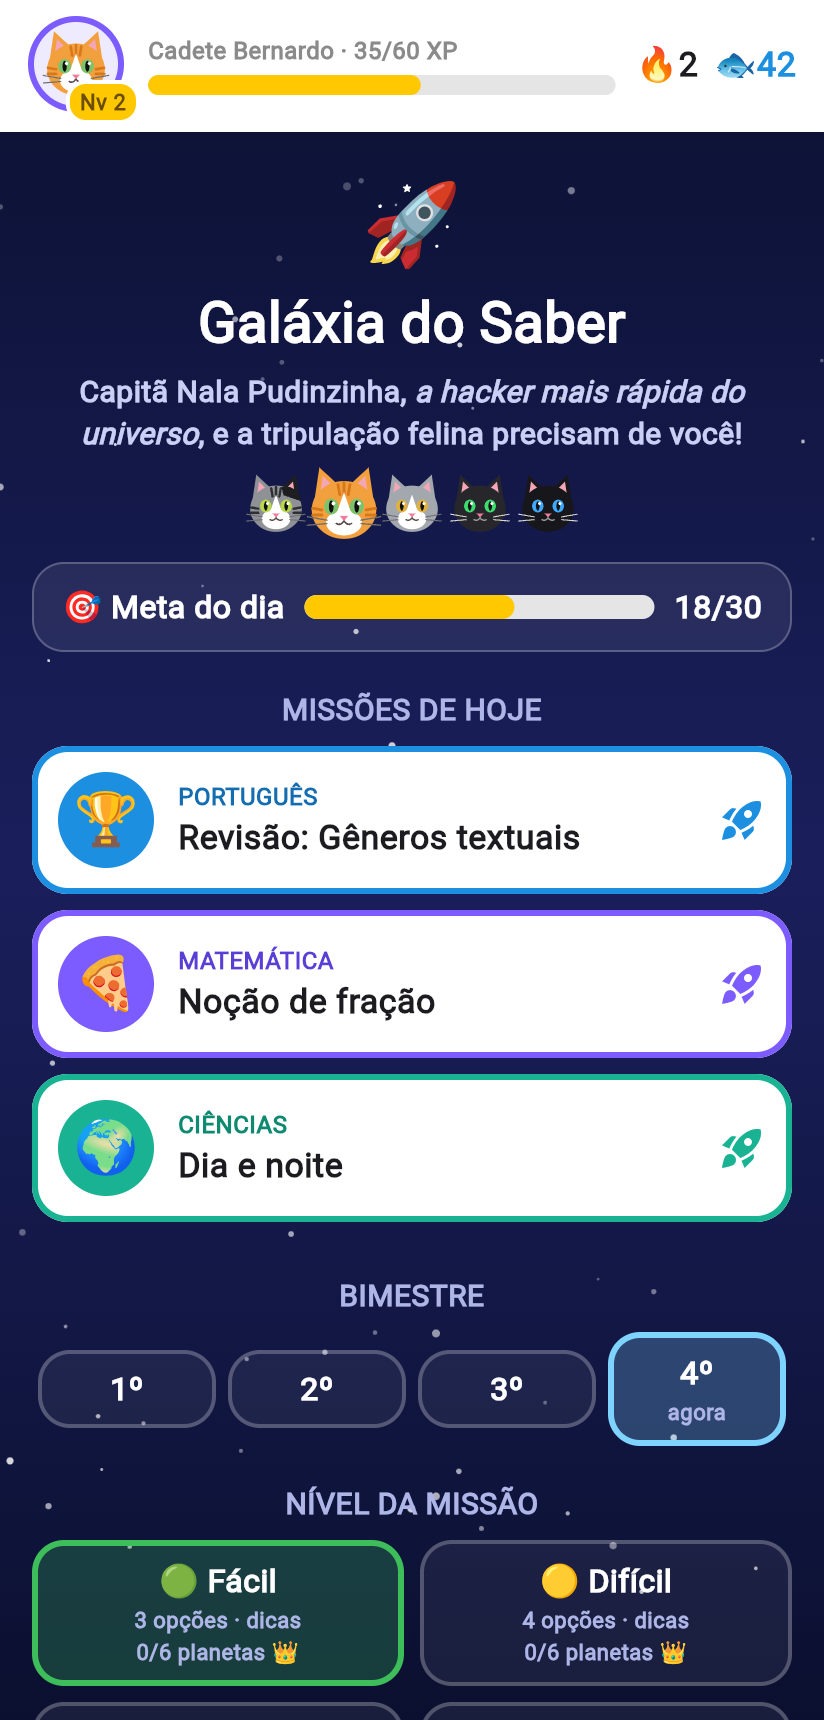 Cadete Bernardo · 35/60 XP
Nv 2
2
42
Galáxia do Saber
Capitã Nala Pudinzinha, a hacker mais rápida do
universo, e a tripulação felina precisam de você!
Meta do dia
18/30
MISSÕES DE HOJE
PORTUGUÊS
Revisão: Gêneros textuais
MATEMÁTICA
Noção de fração
CIÊNCIAS
Dia e noite
BIMESTRE
1º
2º
3º
4º
agora
NÍVEL DA MISSÃO
Fácil
3 opções · dicas
0/6 planetas
Difícil
4 opções · dicas
0/6 planetas